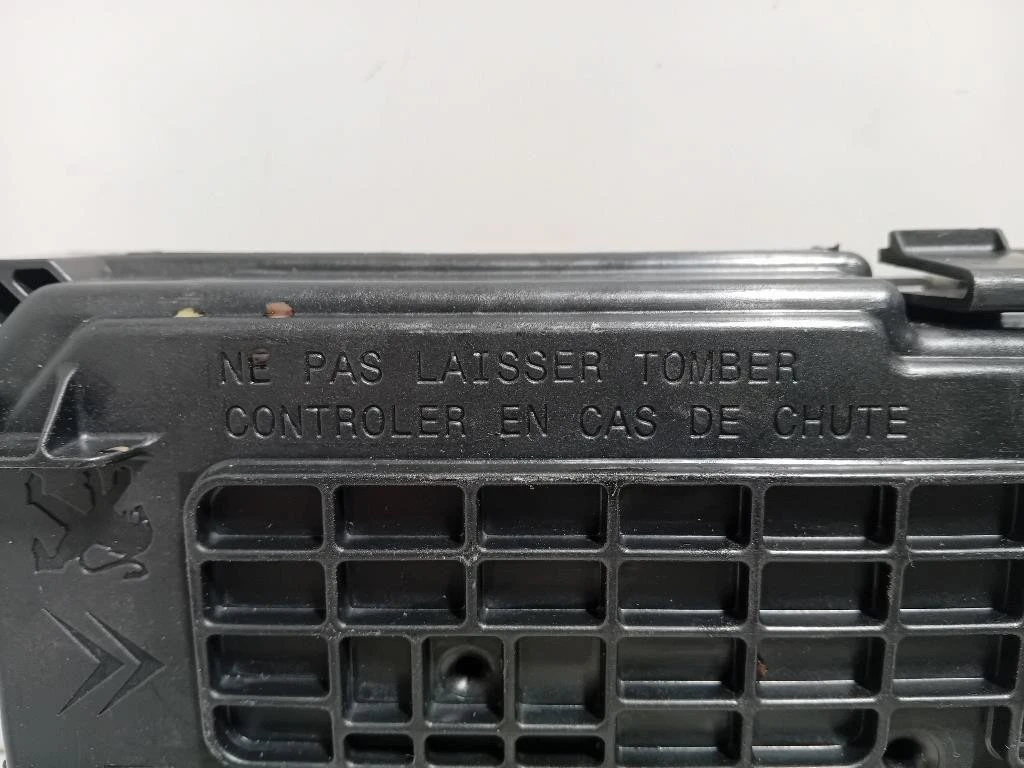 NE PAS LAISSER TOMBER
CONTROLER EN CAS DE CHUTE